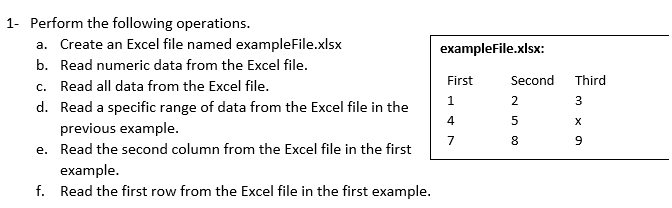 1- Perform the following operations.
a. Create an Excel file named exampleFile.xlsx
b. Read numeric data from the Excel file.
c. Read all data from the Excel file.
d. Read a specific range of data from the Excel file in the
previous example.
e. Read the second column from the Excel file in the first
example.
f. Read the first row from the Excel file in the first example.
exampleFile.xlsx:
First Second Third
1 2 3
4 5 x
7 8 9